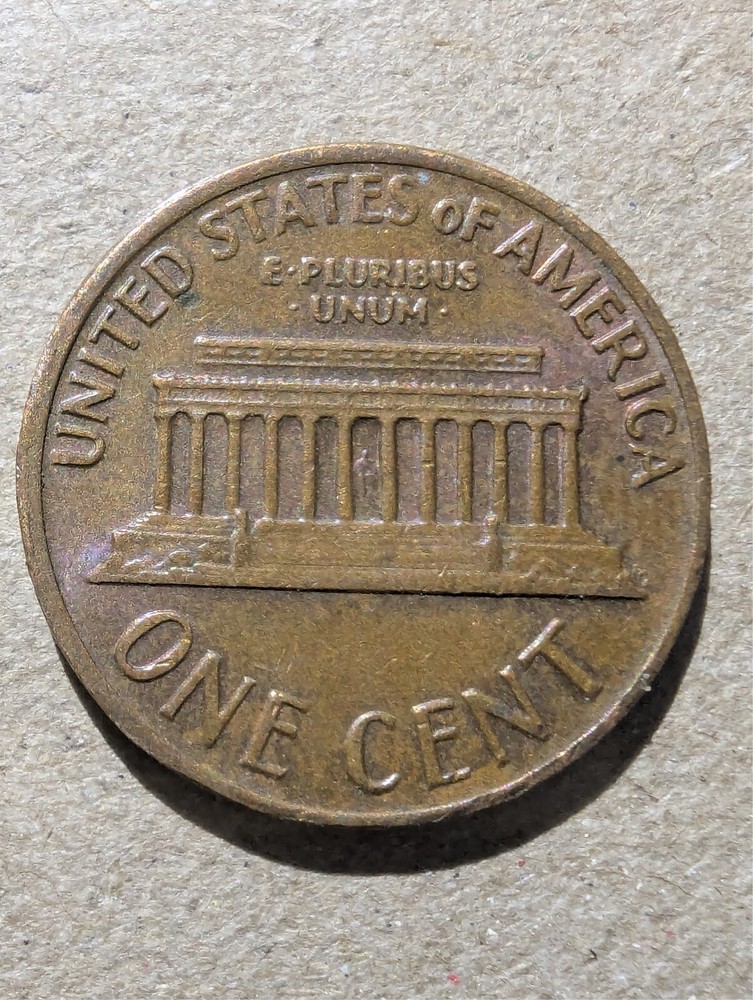 UNITED STATES OF AMERICA
E·PLURIBUS
·UNUM·
ONE CENT